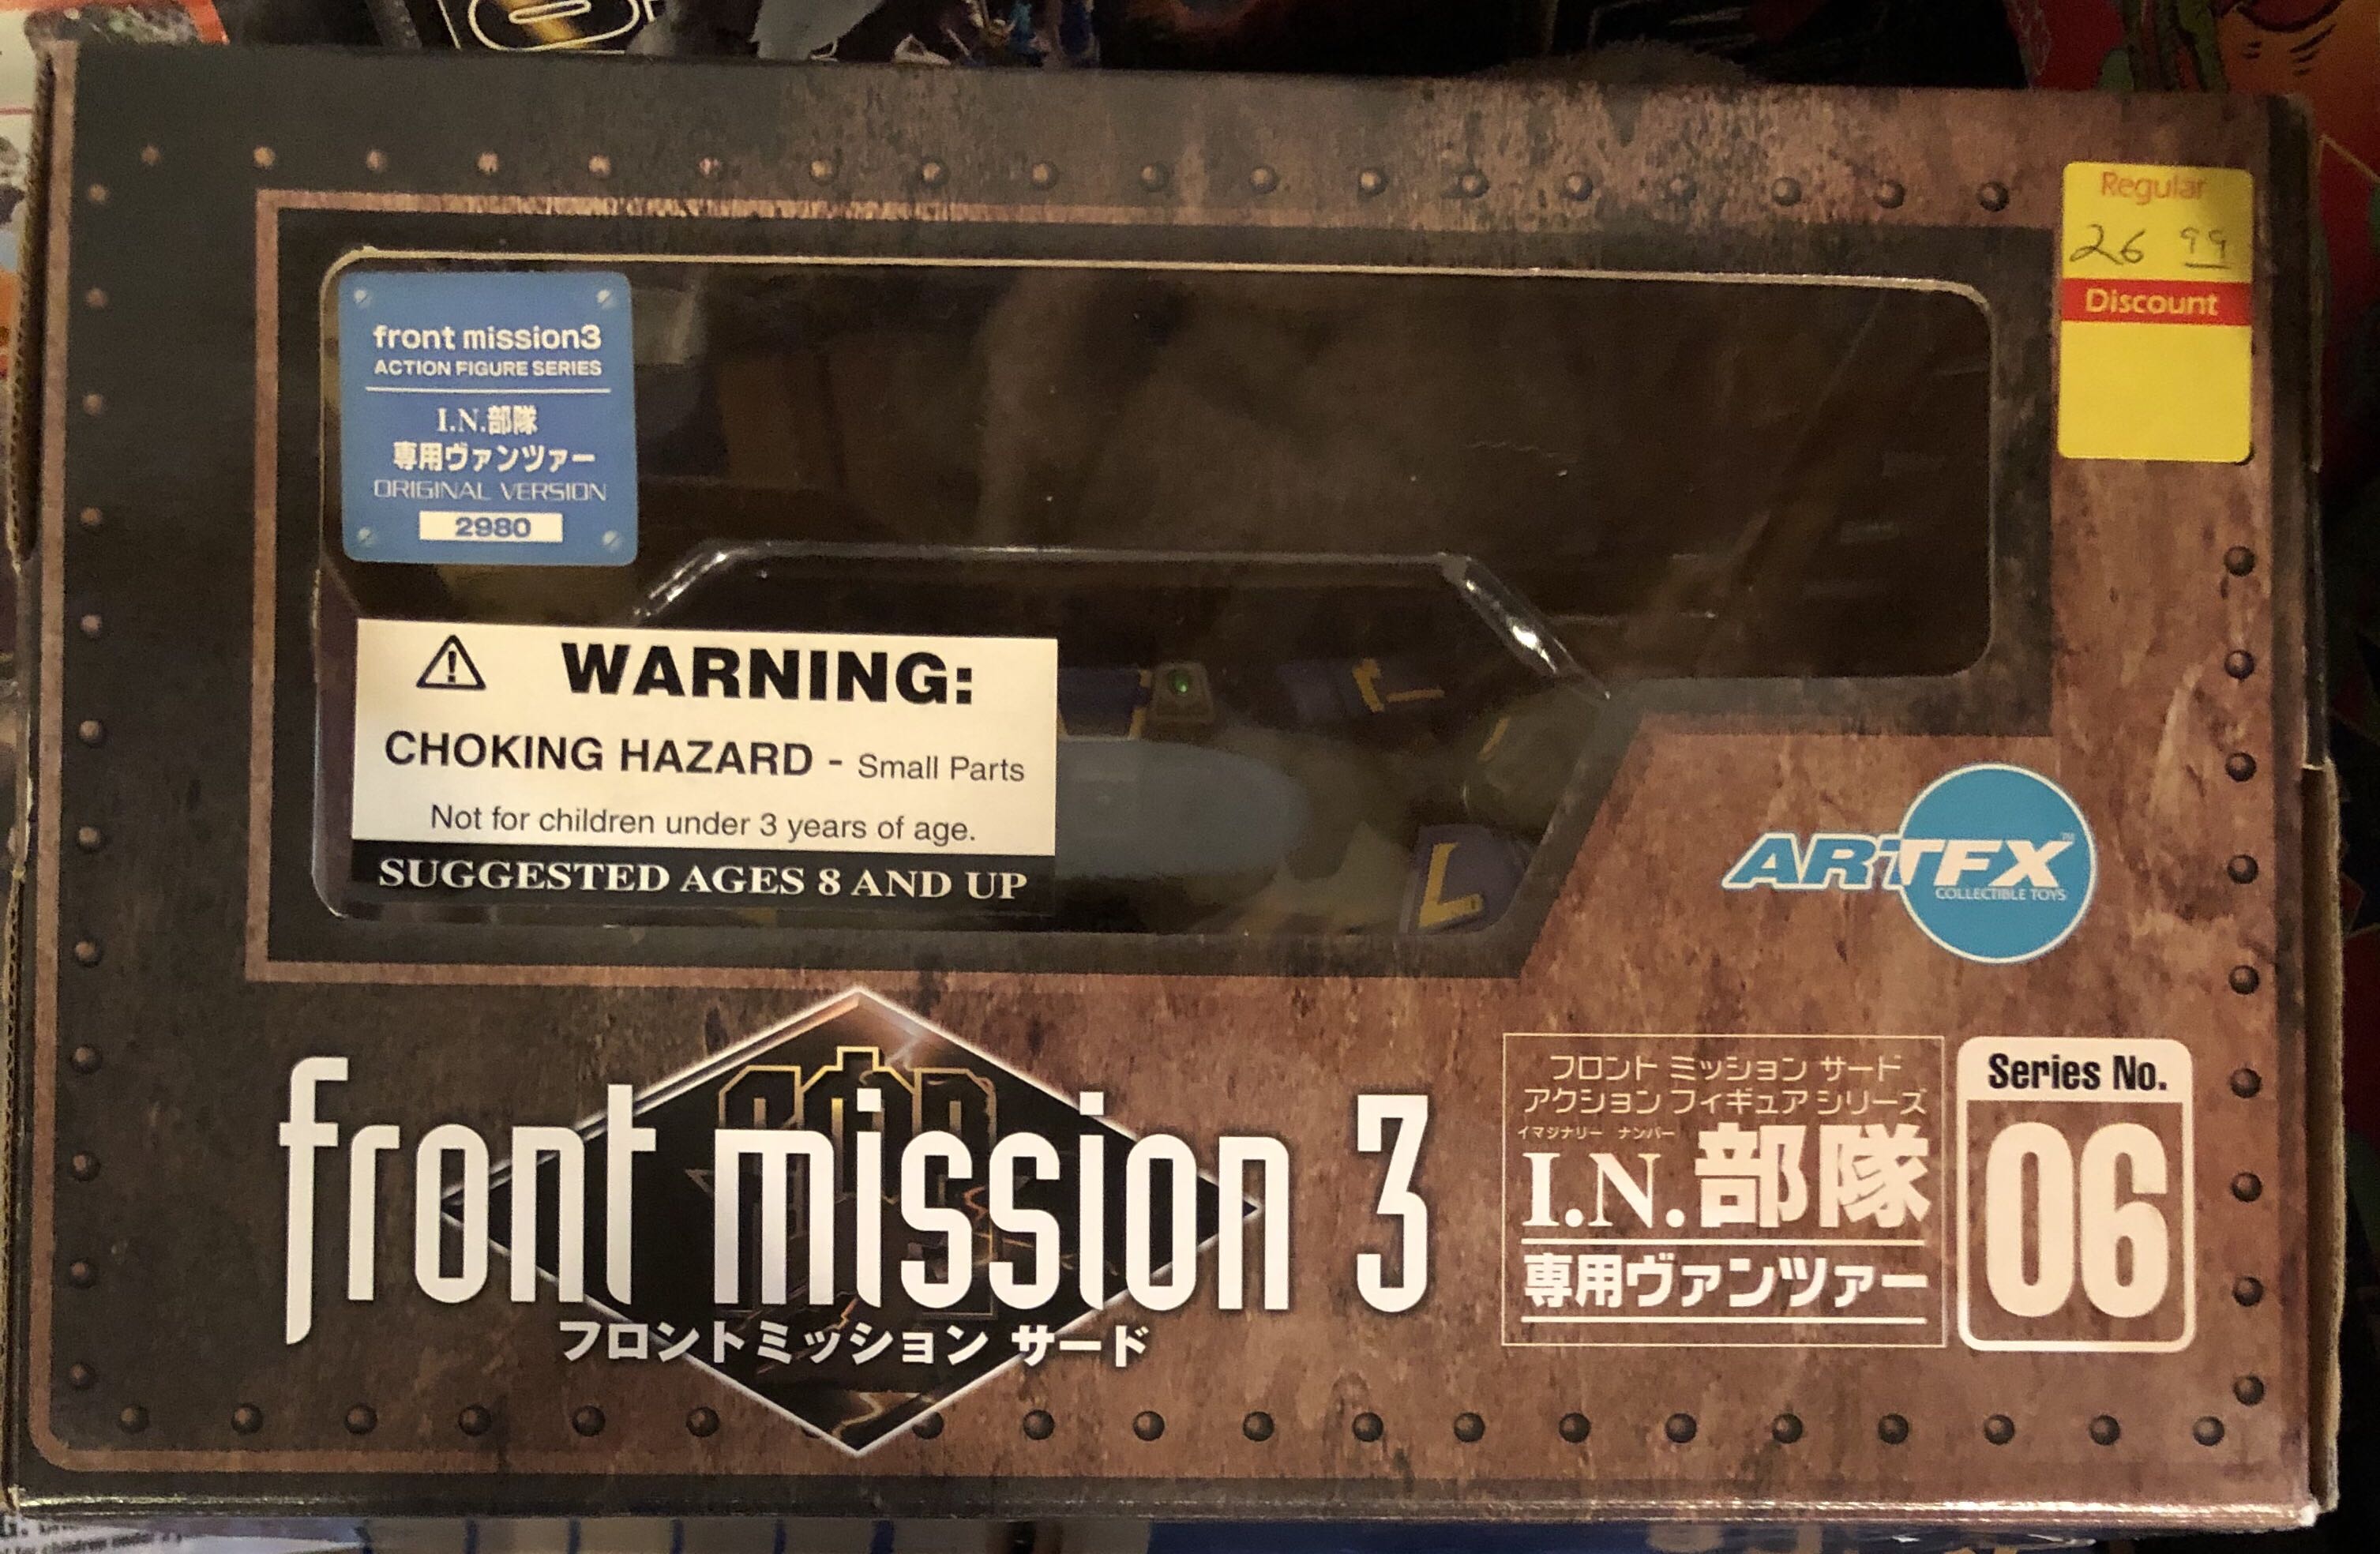 Regular
26 99
Discount
front mission3
ACTION FIGURE SERIES
I.N.部隊
専用ヴァンツァー
ORIGINAL VERSION
2980
WARNING:
CHOKING HAZARD - Small Parts
Not for children under 3 years of age.
SUGGESTED AGES 8 AND UP
ARTFX™
COLLECTIBLE TOYS
front mission 3
フロントミッション サード
フロント ミッション サード
アクション フィギュア シリーズ
イマジナリー ナンバー
I.N.部隊
専用ヴァンツァー
Series No.
06